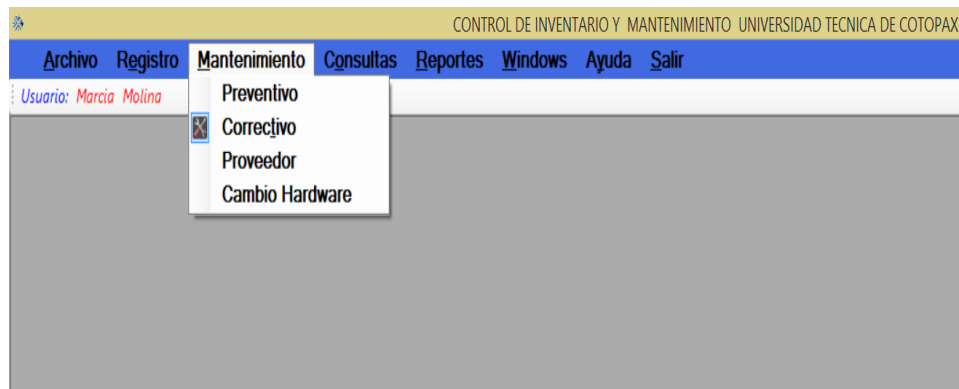 CONTROL DE INVENTARIO Y MANTENIMIENTO UNIVERSIDAD TECNICA DE COTOPAX
Archivo Registro Mantenimiento Consultas Reportes Windows Ayuda Salir
Usuario: Marcia Molina
Preventivo
Correctivo
Proveedor
Cambio Hardware